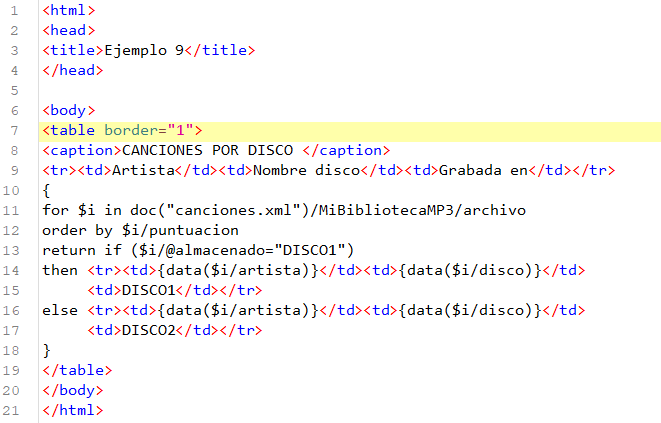 1 <html>
2 <head>
3 <title>Ejemplo 9</title>
4 </head>
5
6 <body>
7 <table border="1">
8 <caption>CANCIONES POR DISCO </caption>
9 <tr><td>Artista</td><td>Nombre disco</td><td>Grabada en</td></tr>
10 {
11 for $i in doc("canciones.xml")/MiBibliotecaMP3/archivo
12 order by $i/puntuacion
13 return if ($i/@almacenado="DISCO1")
14 then <tr><td>{data($i/artista)}</td><td>{data($i/disco)}</td>
15      <td>DISCO1</td></tr>
16 else <tr><td>{data($i/artista)}</td><td>{data($i/disco)}</td>
17      <td>DISCO2</td></tr>
18 }
19 </table>
20 </body>
21 </html>